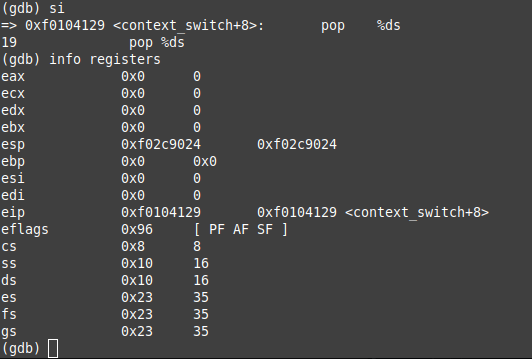 (gdb) si
=> 0xf0104129 <context_switch+8>: pop %ds
19 pop %ds
(gdb) info registers
eax 0x0 0
ecx 0x0 0
edx 0x0 0
ebx 0x0 0
esp 0xf02c9024 0xf02c9024
ebp 0x0 0x0
esi 0x0 0
edi 0x0 0
eip 0xf0104129 0xf0104129 <context_switch+8>
eflags 0x96 [ PF AF SF ]
cs 0x8 8
ss 0x10 16
ds 0x10 16
es 0x23 35
fs 0x23 35
gs 0x23 35
(gdb)